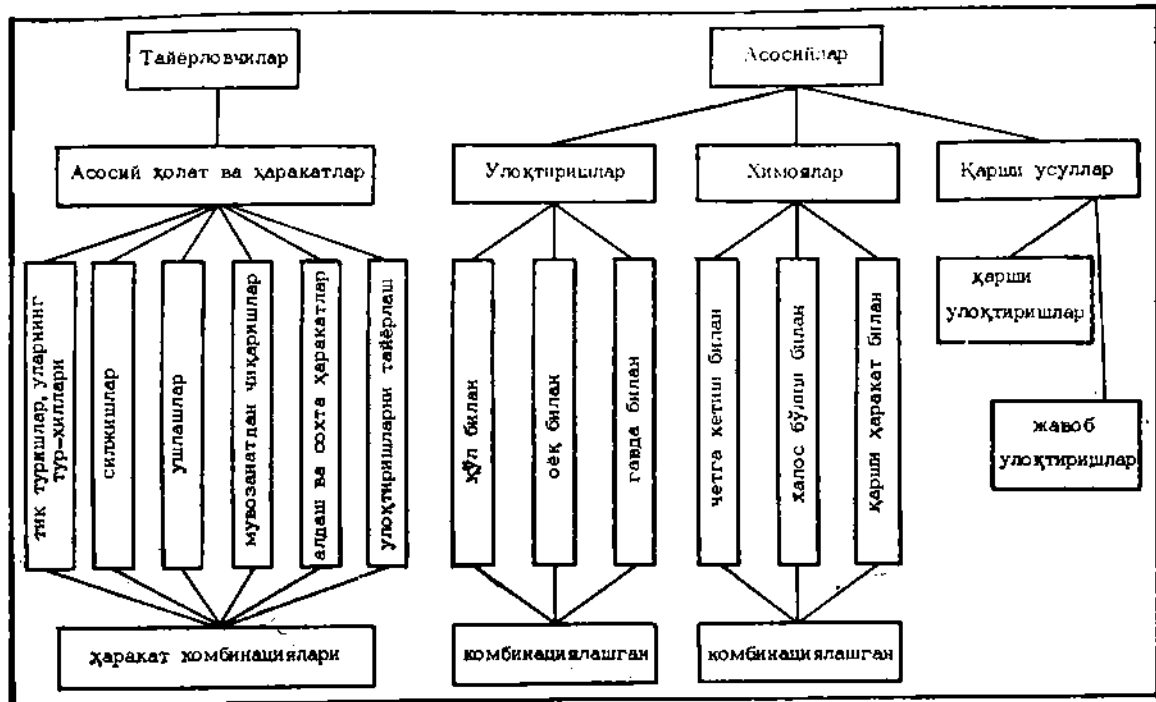 Тайёрловчилар
Асосийлар
Асосий ҳолат ва ҳаракатлар
Улоқтиришлар
Химоялар
Қарши усуллар
тик туришлар, уларнинг
тур-хиллари
силжишлар
ушлашлар
мувозанатдан чиқаришлар
алдаш ва сохта ҳаракатлар
улоқтиришларни тайёрлаш
қўл билан
оёқ билан
гавда билан
четга кетиш билан
халос бўлиш билан
қарши ҳаракат билан
қарши
улоқтиришлар
жавоб
улоқтиришлар
ҳаракат комбинациялари
комбинациялашган
комбинациялашган